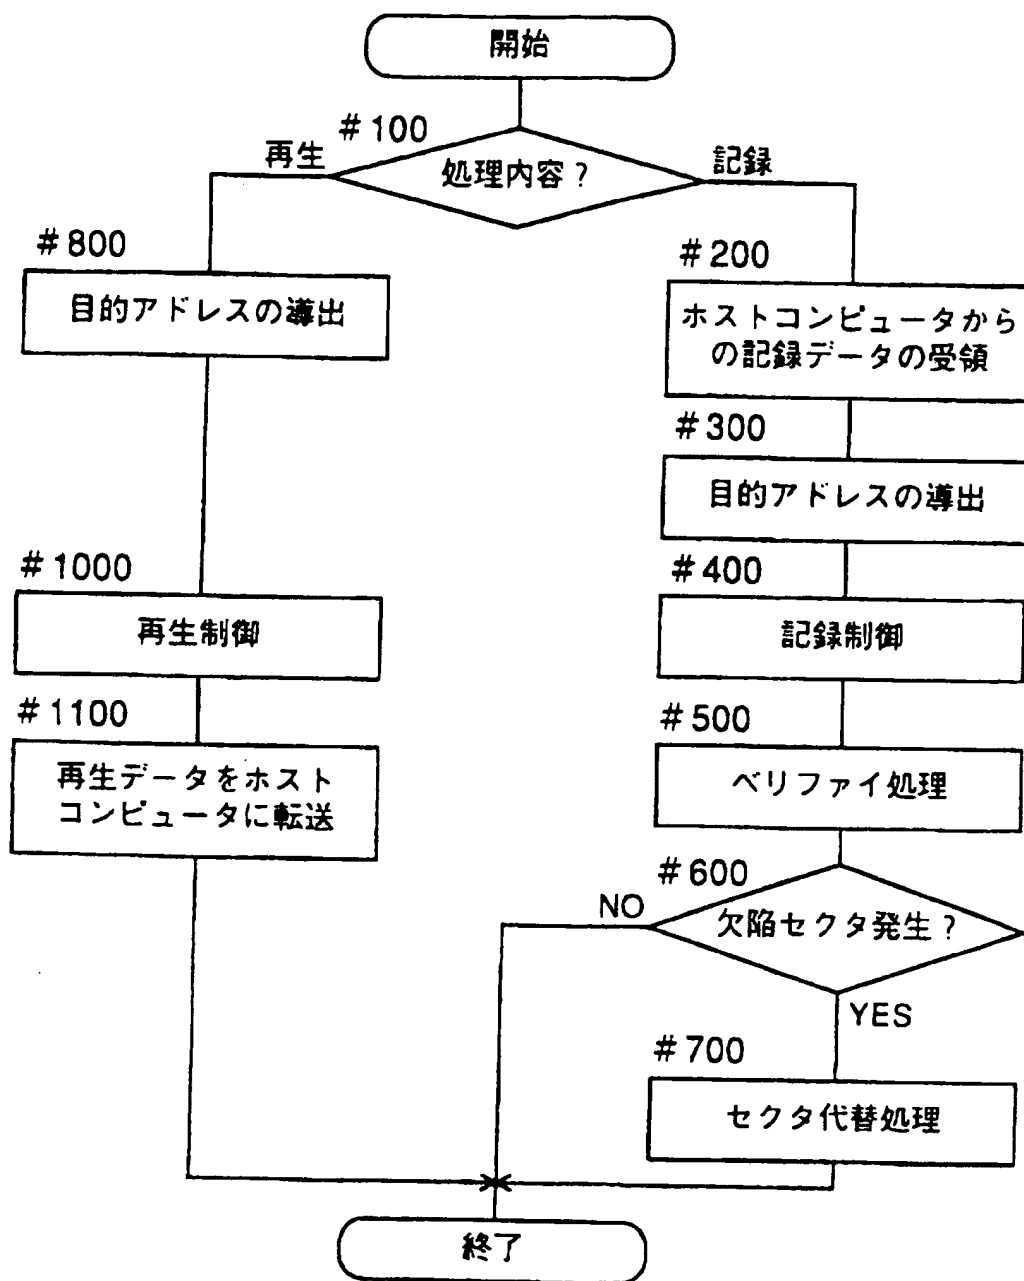 開始
#100
再生
処理内容?
記録
#800
目的アドレスの導出
#200
ホストコンピュータから
の記録データの受領
#300
目的アドレスの導出
#1000
再生制御
#400
記録制御
#1100
再生データをホスト
コンピュータに転送
#500
ベリファイ処理
#600
NO
欠陥セクタ発生?
YES
#700
セクタ代替処理
終了